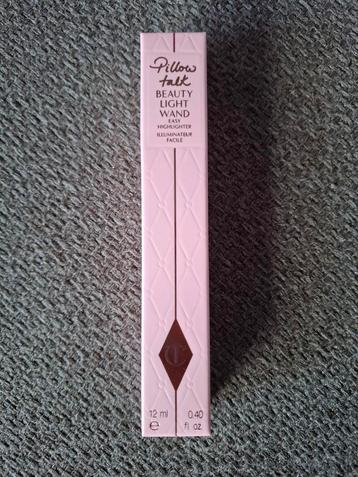 Pillow
talk
BEAUTY
LIGHT
WAND
EASY
HIGHLIGHTER
ILLUMINATEUR
FACILE
12 ml 0.40
e fl oz